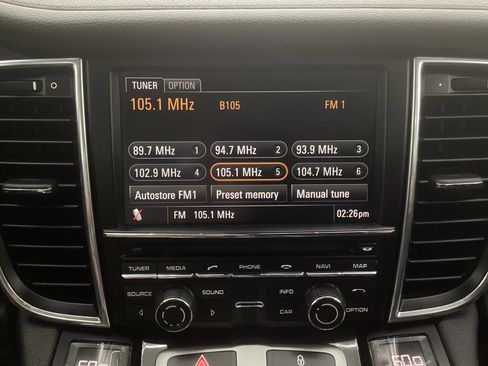 TUNER OPTION
105.1 MHz B105 FM 1
89.7 MHz 1 94.7 MHz 2 93.9 MHz 3
102.9 MHz 4 105.1 MHz 5 104.7 MHz 6
Autostore FM1 Preset memory Manual tune
FM 105.1 MHz 02:26pm
TUNER MEDIA PHONE NAVI MAP
SOURCE SOUND INFO
CAR OPTION
60°